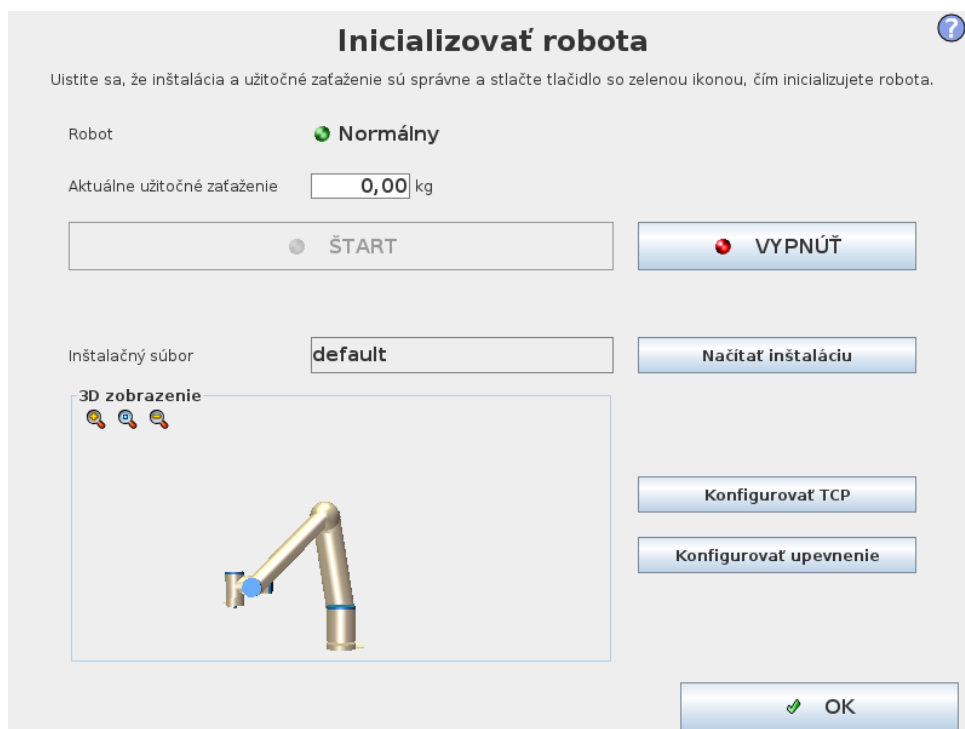 Inicializovať robota
?
Uistite sa, že inštalácia a užitočné zaťaženie sú správne a stlačte tlačidlo so zelenou ikonou, čím inicializujete robota.
Robot Normálny
Aktuálne užitočné zaťaženie 0,00 kg
ŠTART VYPNÚŤ
Inštalačný súbor default Načítať inštaláciu
3D zobrazenie
Konfigurovať TCP
Konfigurovať upevnenie
OK